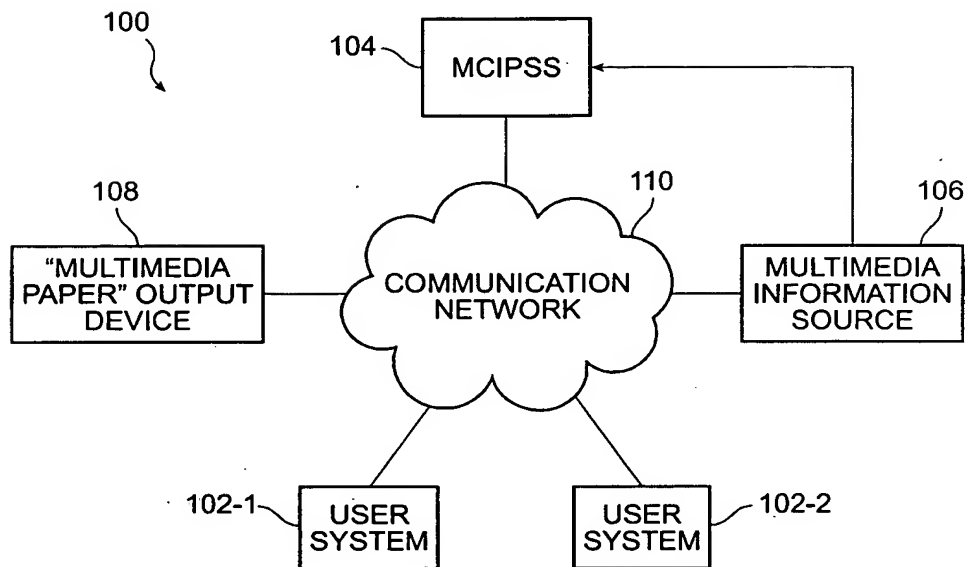 100
104
MCIPSS
108
"MULTIMEDIA
PAPER" OUTPUT
DEVICE
110
COMMUNICATION
NETWORK
106
MULTIMEDIA
INFORMATION
SOURCE
102-1
USER
SYSTEM
USER
SYSTEM
102-2